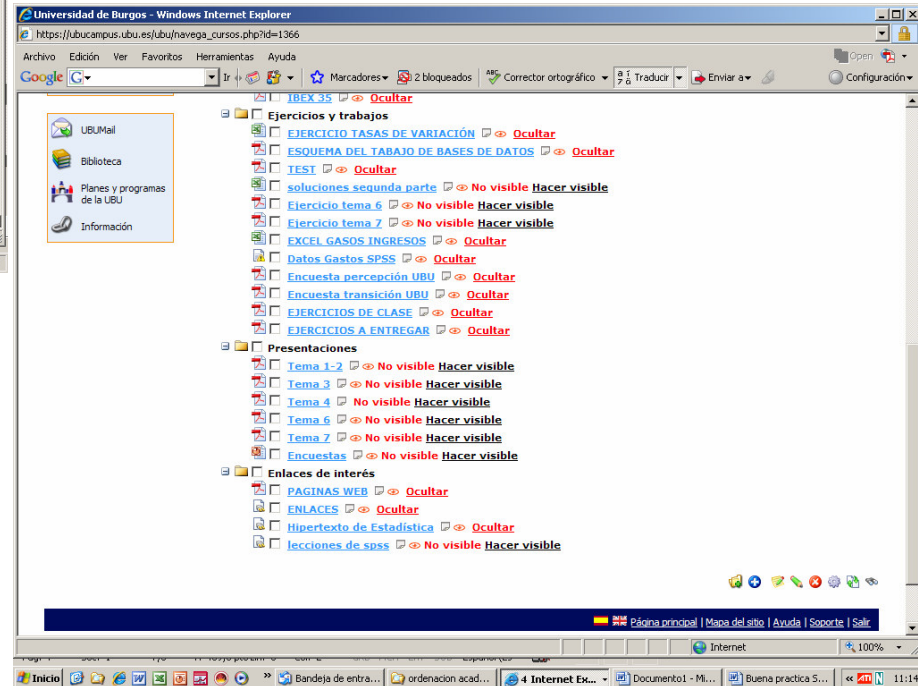 Universidad de Burgos - Windows Internet Explorer
https://ubucampus.ubu.es/ubu/navega_cursos.php?id=1366
Archivo Edición Ver Favoritos Herramientas Ayuda
Open
Google G Ir Marcadores 2 bloqueados Corrector ortográfico Traducir Enviar a Configuración
IBEX 35 Ocultar
Ejercicios y trabajos
UBUMail
EJERCICIO TASAS DE VARIACIÓN Ocultar
ESQUEMA DEL TABAJO DE BASES DE DATOS Ocultar
Biblioteca
TEST Ocultar
soluciones segunda parte No visible Hacer visible
Planes y programas
de la UBU
Ejercicio tema 6 No visible Hacer visible
Ejercicio tema 7 No visible Hacer visible
Información
EXCEL GASOS INGRESOS Ocultar
Datos Gastos SPSS Ocultar
Encuesta percepción UBU Ocultar
Encuesta transición UBU Ocultar
EJERCICIOS DE CLASE Ocultar
EJERCICIOS A ENTREGAR Ocultar
Presentaciones
Tema 1-2 No visible Hacer visible
Tema 3 No visible Hacer visible
Tema 4 No visible Hacer visible
Tema 6 No visible Hacer visible
Tema 7 No visible Hacer visible
Encuestas No visible Hacer visible
Enlaces de interés
PAGINAS WEB Ocultar
ENLACES Ocultar
Hipertexto de Estadística Ocultar
lecciones de spss No visible Hacer visible
Página principal | Mapa del sitio | Ayuda | Soporte | Salir
Internet 100%
Inicio Bandeja de entra... ordenacion acad... 4 Internet Ex... Documento1 - Mi... Buena practica S... 11:14